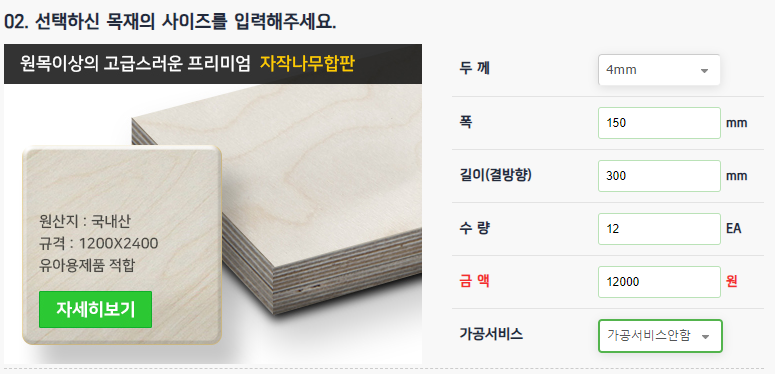 02. 선택하신 목재의 사이즈를 입력해주세요.
원목이상의 고급스러운 프리미엄 자작나무합판
원산지 : 국내산
규격 : 1200X2400
유아용제품 적합
자세히보기
두 께 4mm
폭 150 mm
길이(결방향) 300 mm
수 량 12 EA
금 액 12000 원
가공서비스 가공서비스안함